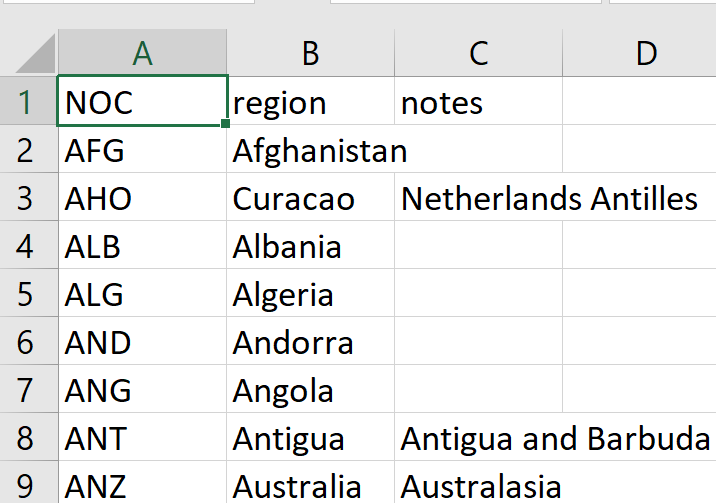 A B C D
1 NOC region notes
2 AFG Afghanistan
3 AHO Curacao Netherlands Antilles
4 ALB Albania
5 ALG Algeria
6 AND Andorra
7 ANG Angola
8 ANT Antigua Antigua and Barbuda
9 ANZ Australia Australasia